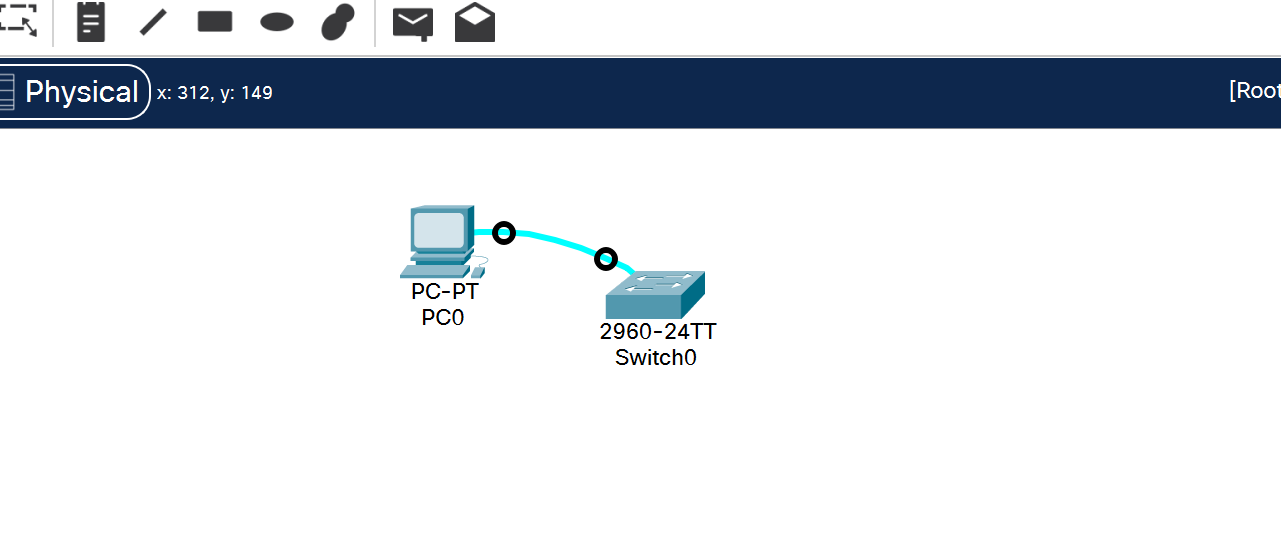 Physical
x: 312, y: 149
[Root
PC-PT
PC0
2960-24TT
Switch0